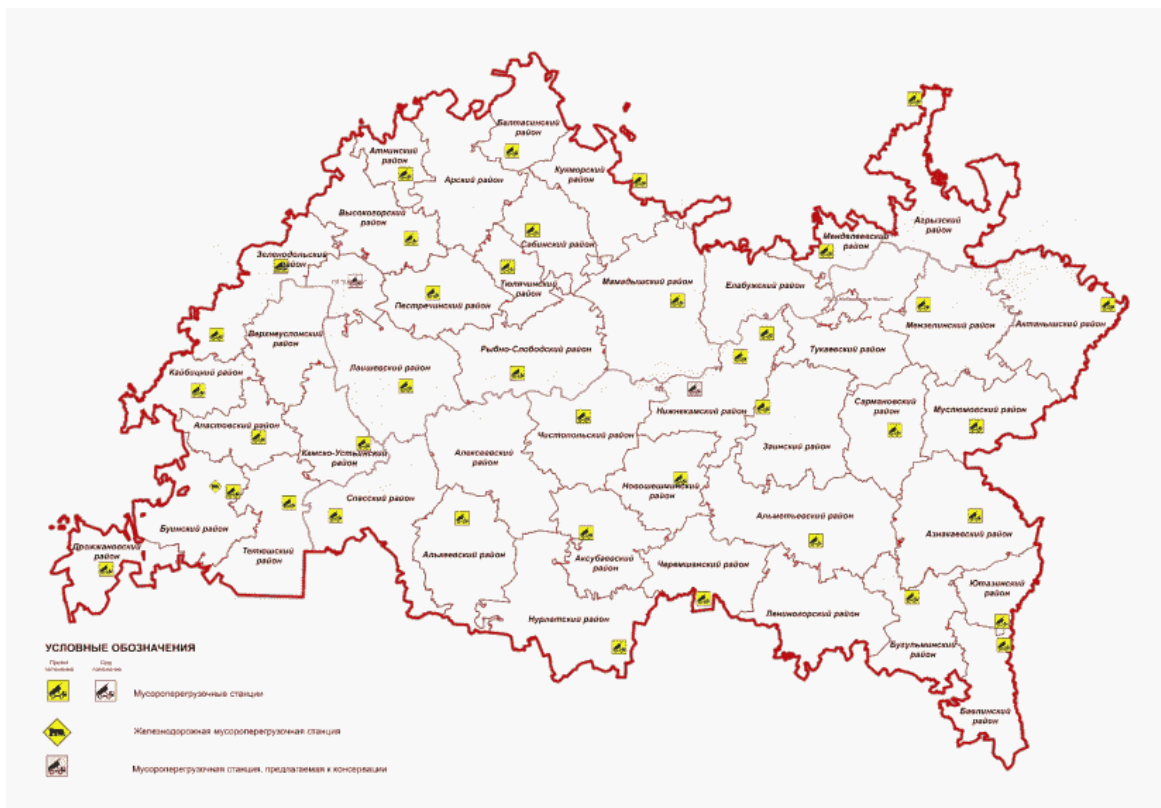 Балтасинский
район
Атнинский
район
Арский район
Кукморский
район
Высокогорский
район
Сабинский
район
Агрызский
район
Менделеевский
район
Зеленодольский
район
Тюлячинский
район
Пестречинский
район
Мамадышский район
Елабужский район
Мензелинский
район
Актанышский
район
Верхнеуслонский
район
Рыбно-Слободский район
Тукаевский район
Лаишевский район
Кайбицкий район
Нижнекамский район
Сармановский
район
Муслюмовский
район
Апастовский район
Чистопольский район
Заинский район
Камско-Устьинский
район
Алексеевский
район
Новошешминский
район
Спасский район
Альметьевский
район
Азнакаевский
район
Буинский район
Дрожжановский
район
Тетюшский
район
Алькеевский район
Аксубаевский
район
Черемшанский
район
Ютазинский
район
Нурлатский район
Лениногорский район
Бугульминский
район
Бавлинский
район
УСЛОВНЫЕ ОБОЗНАЧЕНИЯ
Мусороперегрузочные станции
Железнодорожная мусороперегрузочная станция
Мусороперегрузочная станция, предлагаемая к консервации